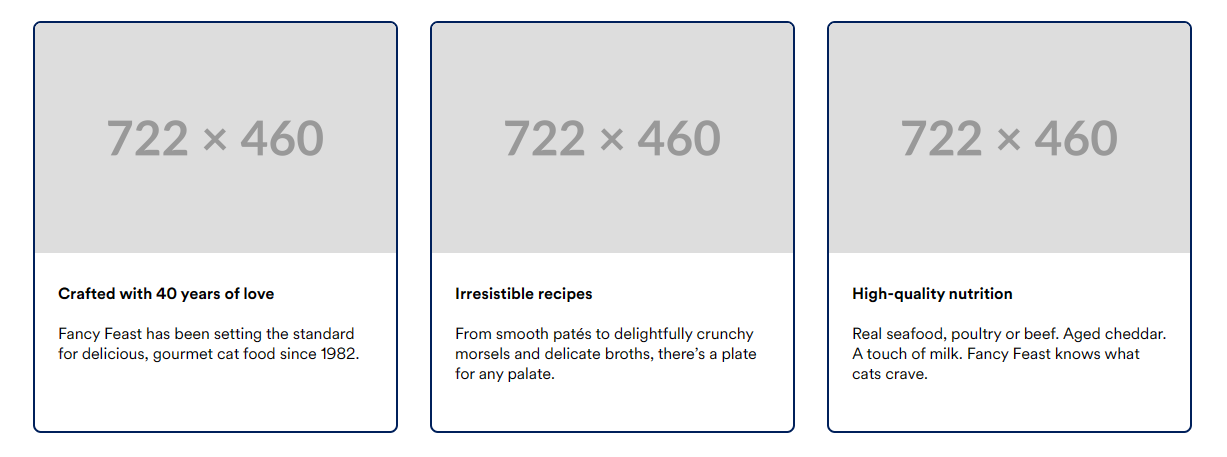 722 × 460
722 × 460
722 × 460
Crafted with 40 years of love
Fancy Feast has been setting the standard
for delicious, gourmet cat food since 1982.
Irresistible recipes
From smooth patés to delightfully crunchy
morsels and delicate broths, there’s a plate
for any palate.
High-quality nutrition
Real seafood, poultry or beef. Aged cheddar.
A touch of milk. Fancy Feast knows what
cats crave.